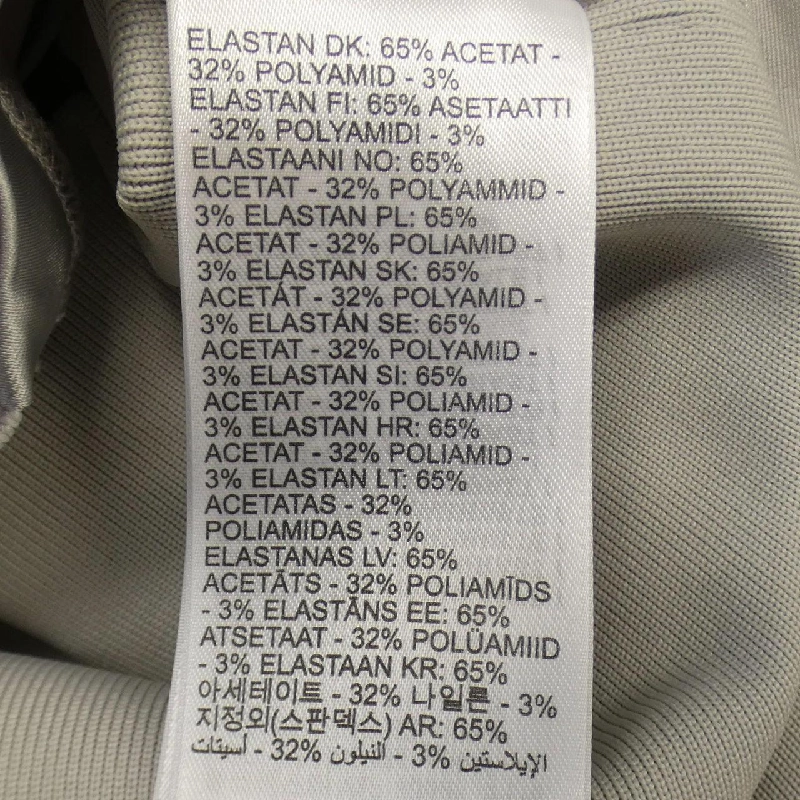 ELASTAN DK: 65% ACETAT -
32% POLYAMID - 3%
ELASTAN FI: 65% ASETAATTI
- 32% POLYAMIDI - 3%
ELASTAANI NO: 65%
ACETAT - 32% POLYAMMID -
3% ELASTAN PL: 65%
ACETAT - 32% POLIAMID -
3% ELASTAN SK: 65%
ACETÁT - 32% POLYAMID -
3% ELASTÁN SE: 65%
ACETAT - 32% POLYAMID -
3% ELASTAN SI: 65%
ACETAT - 32% POLIAMID -
3% ELASTAN HR: 65%
ACETAT - 32% POLIAMID -
3% ELASTAN LT: 65%
ACETATAS - 32%
POLIAMIDAS - 3%
ELASTANAS LV: 65%
ACETĀTS - 32% POLIAMĪDS
- 3% ELASTĀNS EE: 65%
ATSETAAT - 32% POLÜAMIID
- 3% ELASTAAN KR: 65%
아세테이트 - 32% 나일론 - 3%
지정외(스판덱스) AR: 65%
الإيلاستين 3% - النيلون 32% - أسيتات